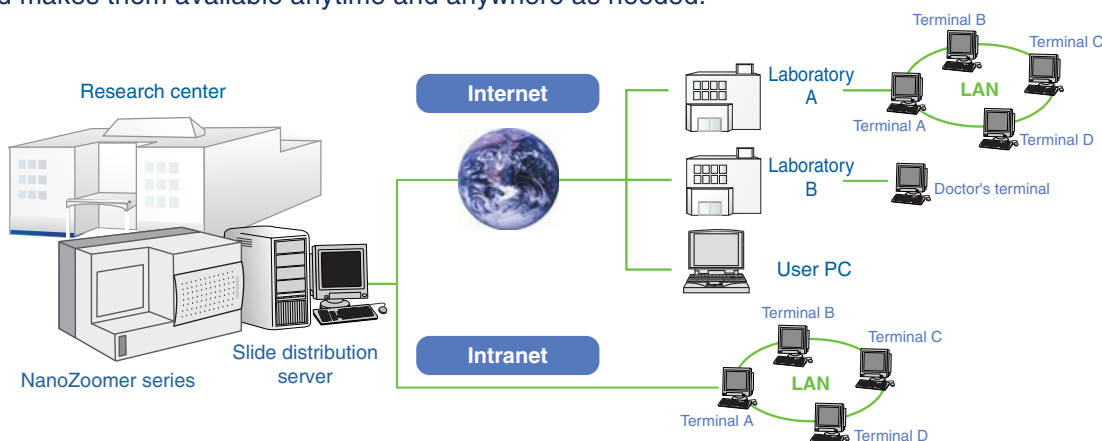 d makes them available anytime and anywhere as needed.
Research center
NanoZoomer series
Slide distribution
server
Internet
Laboratory
A
Terminal A
Terminal B
Terminal C
Terminal D
LAN
Laboratory
B
Doctor's terminal
User PC
Intranet
Terminal A
Terminal B
Terminal C
Terminal D
LAN